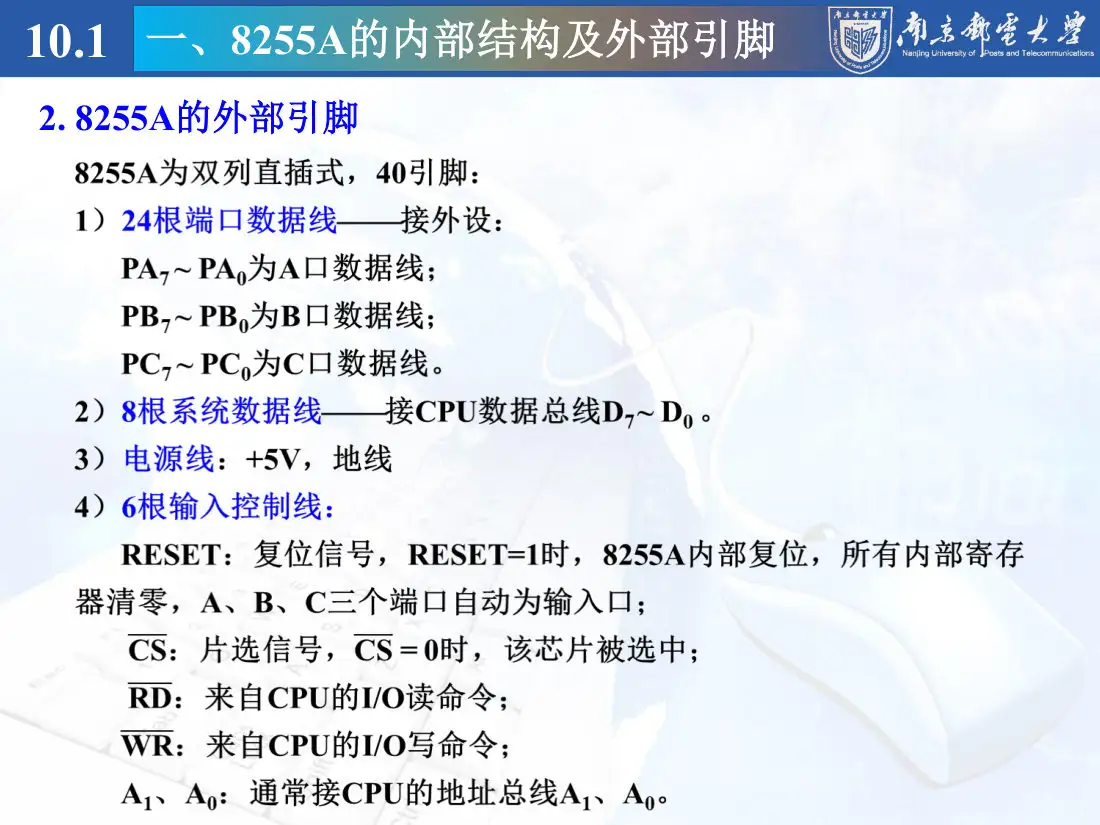 10.1 一、8255A的内部结构及外部引脚
南京邮电大学
Nanjing University of Posts and Telecommunications
2. 8255A的外部引脚
8255A为双列直插式，40引脚：
1）24根端口数据线——接外设：
PA₇ ~ PA₀为A口数据线；
PB₇ ~ PB₀为B口数据线；
PC₇ ~ PC₀为C口数据线。
2）8根系统数据线——接CPU数据总线D₇ ~ D₀ 。
3）电源线：+5V，地线
4）6根输入控制线：
RESET：复位信号，RESET=1时，8255A内部复位，所有内部寄存
器清零，A、B、C三个端口自动为输入口；
C̅S̅：片选信号，C̅S̅ = 0时，该芯片被选中；
R̅D̅：来自CPU的I/O读命令；
W̅R̅：来自CPU的I/O写命令；
A₁、A₀：通常接CPU的地址总线A₁、A₀。